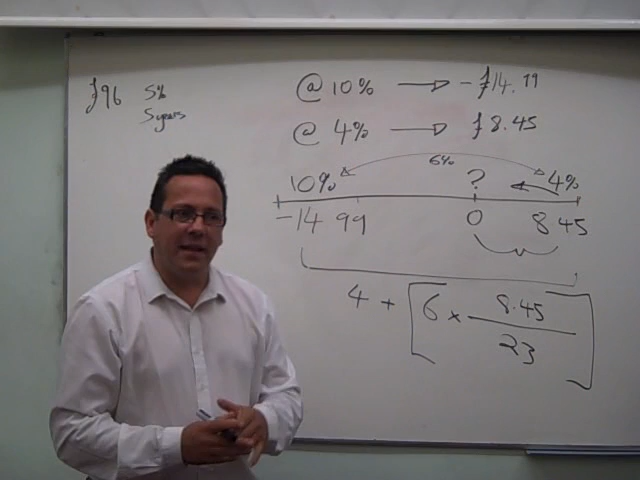 £96 5%
5years
@ 10% → -£14.99
@ 4% → £8.45
6%
10% ? 4%
-14 99 0 8 45
4 + [6 × 8.45
23]